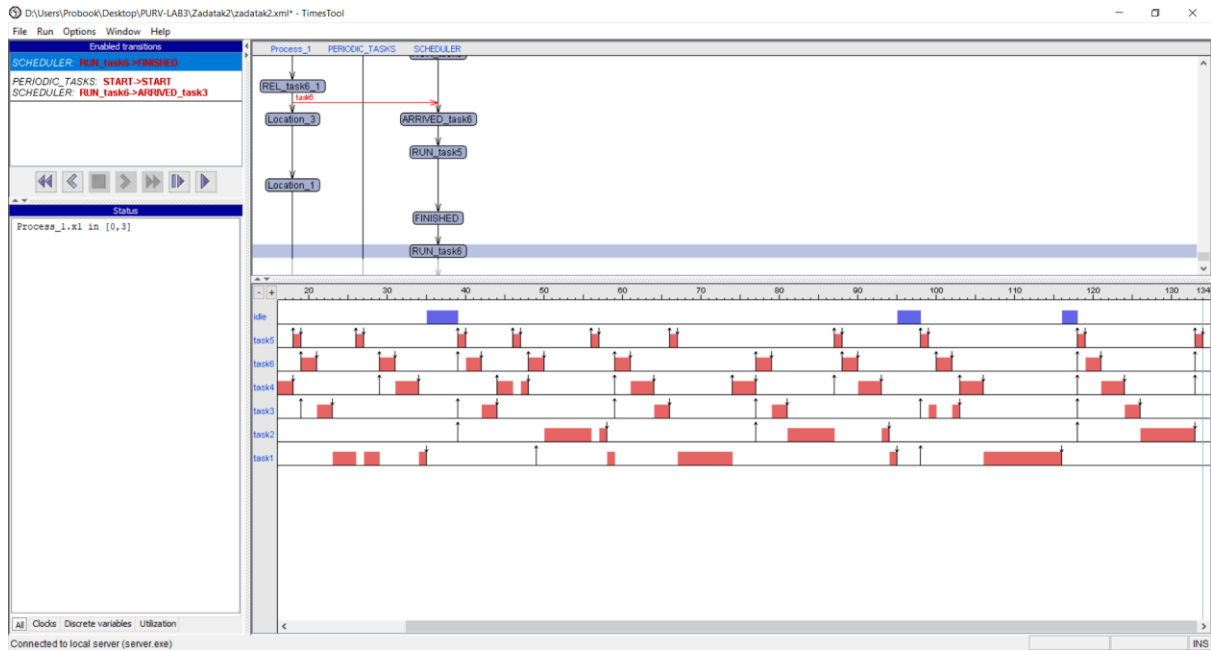 D:\Users\Probook\Desktop\PURV-LAB3\Zadatak2\zadatak2.xml* - TimesTool
File Run Options Window Help
Enabled transitions
SCHEDULER: RUN_task6->FINISHED
PERIODIC_TASKS: START->START
SCHEDULER: RUN_task6->ARRIVED_task3
Status
Process_1.x1 in [0,3]
All Clocks Discrete variables Utilization
Connected to local server (server.exe)
Process_1 PERIODIC_TASKS SCHEDULER
REL_task6_1
task6
Location_3 ARRIVED_task6
RUN_task5
Location_1
FINISHED
RUN_task6
- + 20 30 40 50 60 70 80 90 100 110 120 130 134
idle
task5
task6
task4
task3
task2
task1
INS